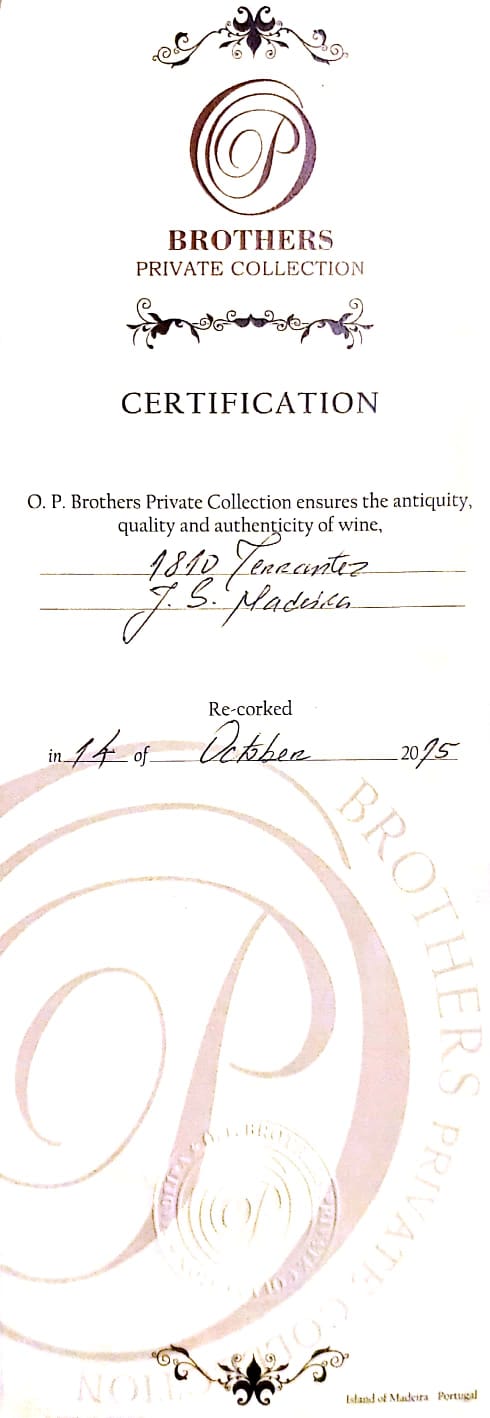 OP
BROTHERS
PRIVATE COLLECTION
CERTIFICATION
O. P. Brothers Private Collection ensures the antiquity,
quality and authenticity of wine,
1810 Terrantez
J. S. Madeira
Re-corked
in 14 of October 2015
BROTHERS PRIVATE COLLECTION
Island of Madeira Portugal